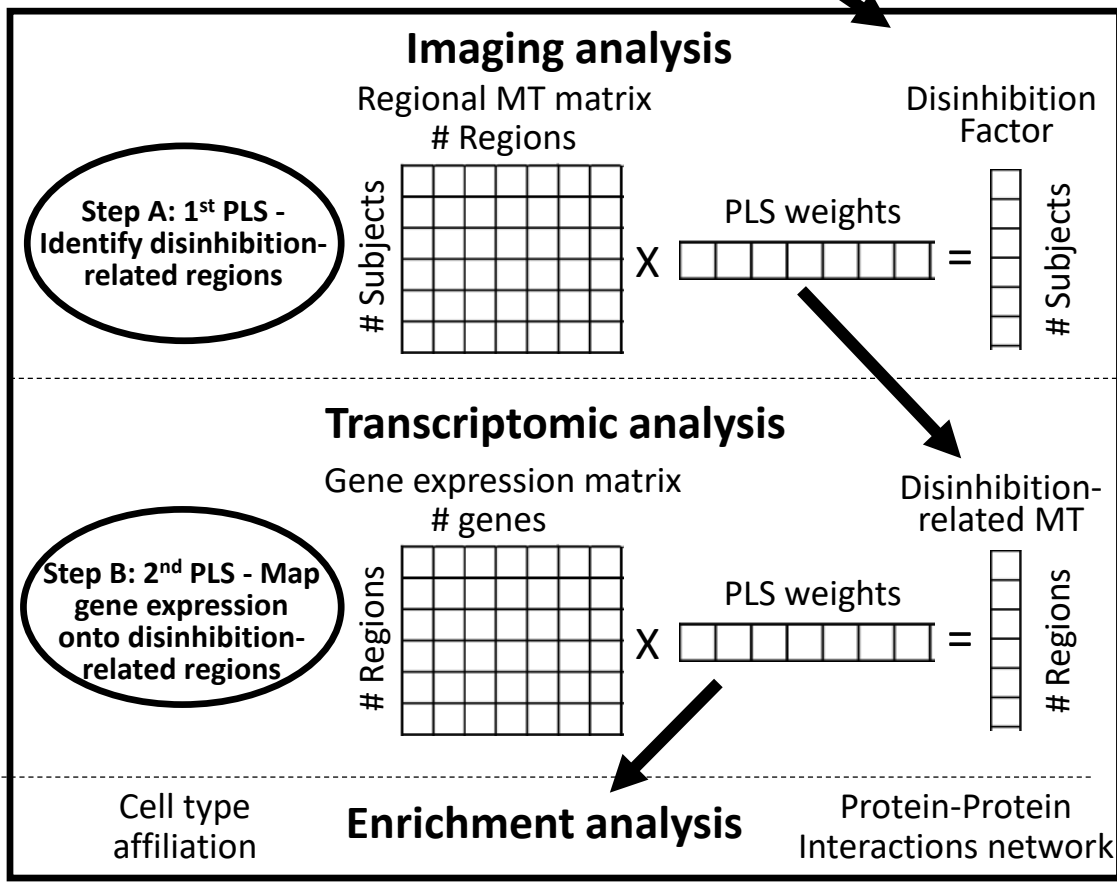 Imaging analysis
Regional MT matrix
# Regions
Disinhibition
Factor
Step A: 1st PLS -
Identify disinhibition-
related regions
# Subjects
X
PLS weights
=
# Subjects
Transcriptomic analysis
Gene expression matrix
# genes
Disinhibition-
related MT
Step B: 2nd PLS - Map
gene expression
onto disinhibition-
related regions
# Regions
X
PLS weights
=
# Regions
Cell type
affiliation
Enrichment analysis
Protein-Protein
Interactions network